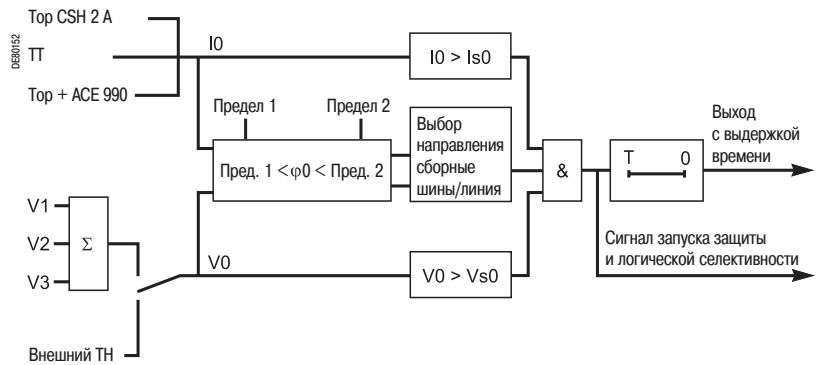 Тор CSH 2 A
DE80152
ТТ
Тор + ACE 990
I0
I0 > Is0
Предел 1
Предел 2
Пред. 1 < φ0 < Пред. 2
Выбор
направления
сборные
шины/линия
&
T 0
Выход
с выдержкой
времени
Сигнал запуска защиты
и логической селективности
V1
V2
V3
Σ
V0
V0 > Vs0
Внешний ТН